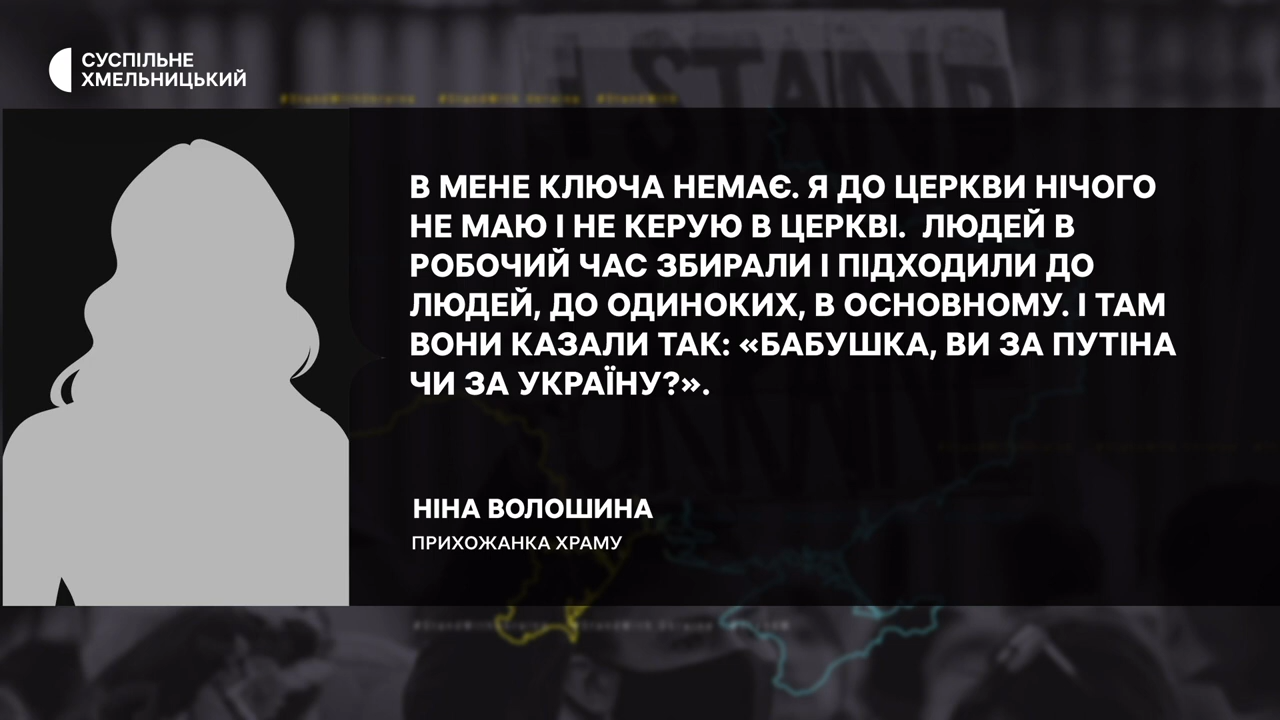 СУСПІЛЬНЕ
ХМЕЛЬНИЦЬКИЙ
I STAND
В МЕНЕ КЛЮЧА НЕМАЄ. Я ДО ЦЕРКВИ НІЧОГО
НЕ МАЮ І НЕ КЕРУЮ В ЦЕРКВІ. ЛЮДЕЙ В
РОБОЧИЙ ЧАС ЗБИРАЛИ І ПІДХОДИЛИ ДО
ЛЮДЕЙ, ДО ОДИНОКИХ, В ОСНОВНОМУ. І ТАМ
ВОНИ КАЗАЛИ ТАК: «БАБУШКА, ВИ ЗА ПУТІНА
ЧИ ЗА УКРАЇНУ?».
НІНА ВОЛОШИНА
ПРИХОЖАНКА ХРАМУ